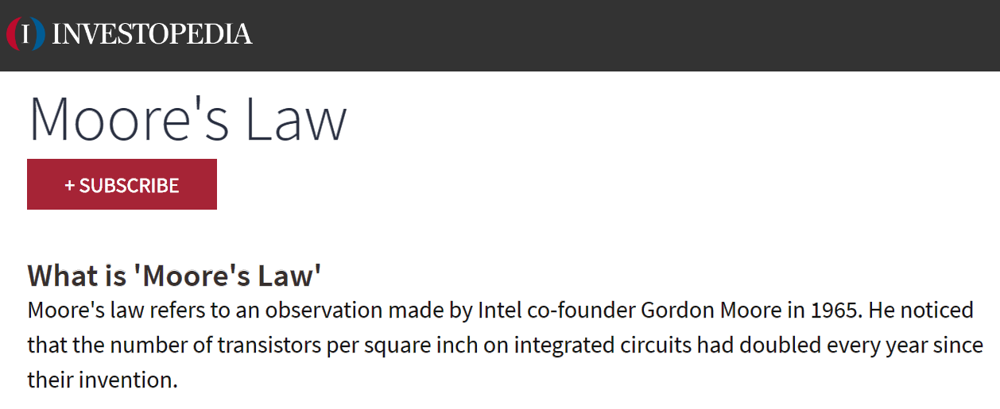 I INVESTOPEDIA
Moore's Law
+ SUBSCRIBE
What is 'Moore's Law'
Moore's law refers to an observation made by Intel co-founder Gordon Moore in 1965. He noticed
that the number of transistors per square inch on integrated circuits had doubled every year since
their invention.